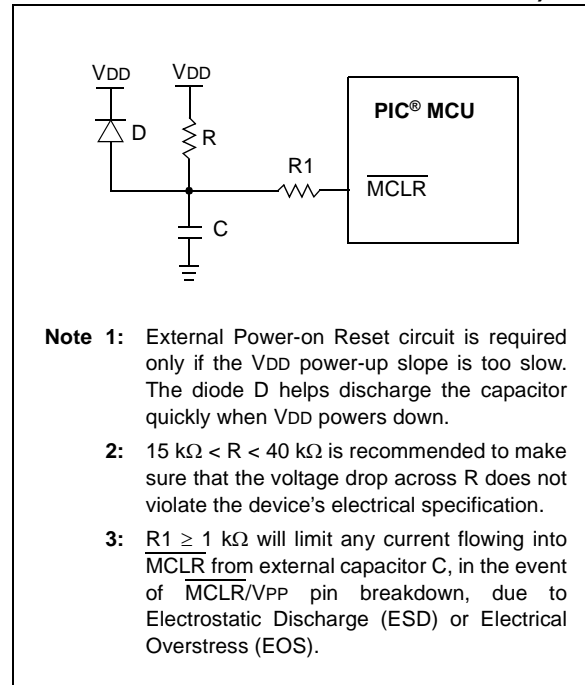 VDD VDD
D
R
R1
C
PIC® MCU
MCLR
Note 1: External Power-on Reset circuit is required
only if the VDD power-up slope is too slow.
The diode D helps discharge the capacitor
quickly when VDD powers down.
2: 15 kΩ < R < 40 kΩ is recommended to make
sure that the voltage drop across R does not
violate the device's electrical specification.
3: R1 ≥ 1 kΩ will limit any current flowing into
MCLR from external capacitor C, in the event
of MCLR/VPP pin breakdown, due to
Electrostatic Discharge (ESD) or Electrical
Overstress (EOS).